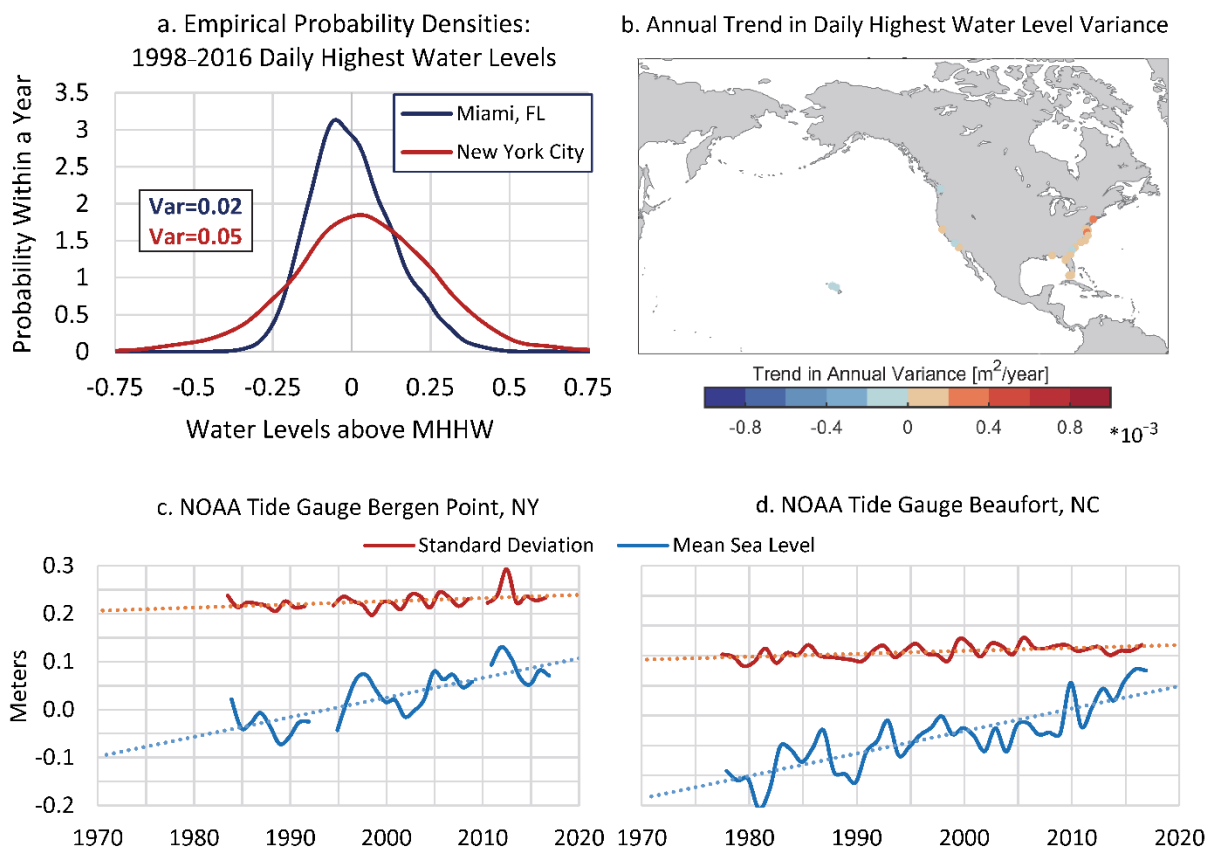 a. Empirical Probability Densities:
1998–2016 Daily Highest Water Levels
Probability Within a Year
3.5
3
2.5
2
1.5
1
0.5
0
Miami, FL
New York City
Var=0.02
Var=0.05
-0.75 -0.25 0 0.25 0.50 0.75
Water Levels above MHHW
b. Annual Trend in Daily Highest Water Level Variance
Trend in Annual Variance [m²/year]
-0.8 -0.4 0 0.4 0.8 *10⁻³
c. NOAA Tide Gauge Bergen Point, NY
d. NOAA Tide Gauge Beaufort, NC
Standard Deviation Mean Sea Level
Meters
0.3
0.2
0.1
0.0
-0.1
-0.2
1970 1980 1990 2000 2010 2020
1970 1980 1990 2000 2010 2020